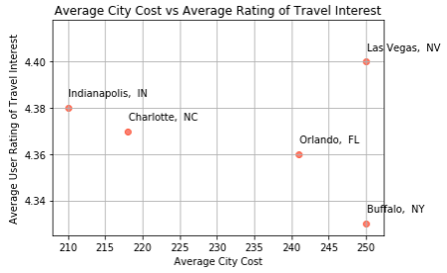 Average City Cost vs Average Rating of Travel Interest
Average User Rating of Travel Interest
4.40
4.38
4.36
4.34
Las Vegas, NV
Indianapolis, IN
Charlotte, NC
Orlando, FL
Buffalo, NY
210 215 220 225 230 235 240 245 250
Average City Cost